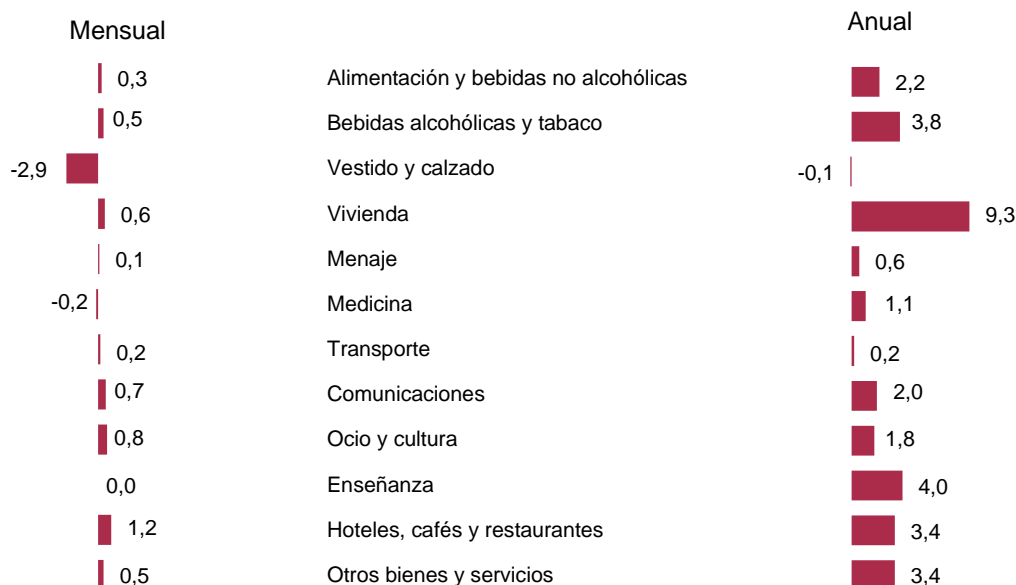 Mensual Anual
0,3 Alimentación y bebidas no alcohólicas 2,2
0,5 Bebidas alcohólicas y tabaco 3,8
-2,9 Vestido y calzado -0,1
0,6 Vivienda 9,3
0,1 Menaje 0,6
-0,2 Medicina 1,1
0,2 Transporte 0,2
0,7 Comunicaciones 2,0
0,8 Ocio y cultura 1,8
0,0 Enseñanza 4,0
1,2 Hoteles, cafés y restaurantes 3,4
0,5 Otros bienes y servicios 3,4